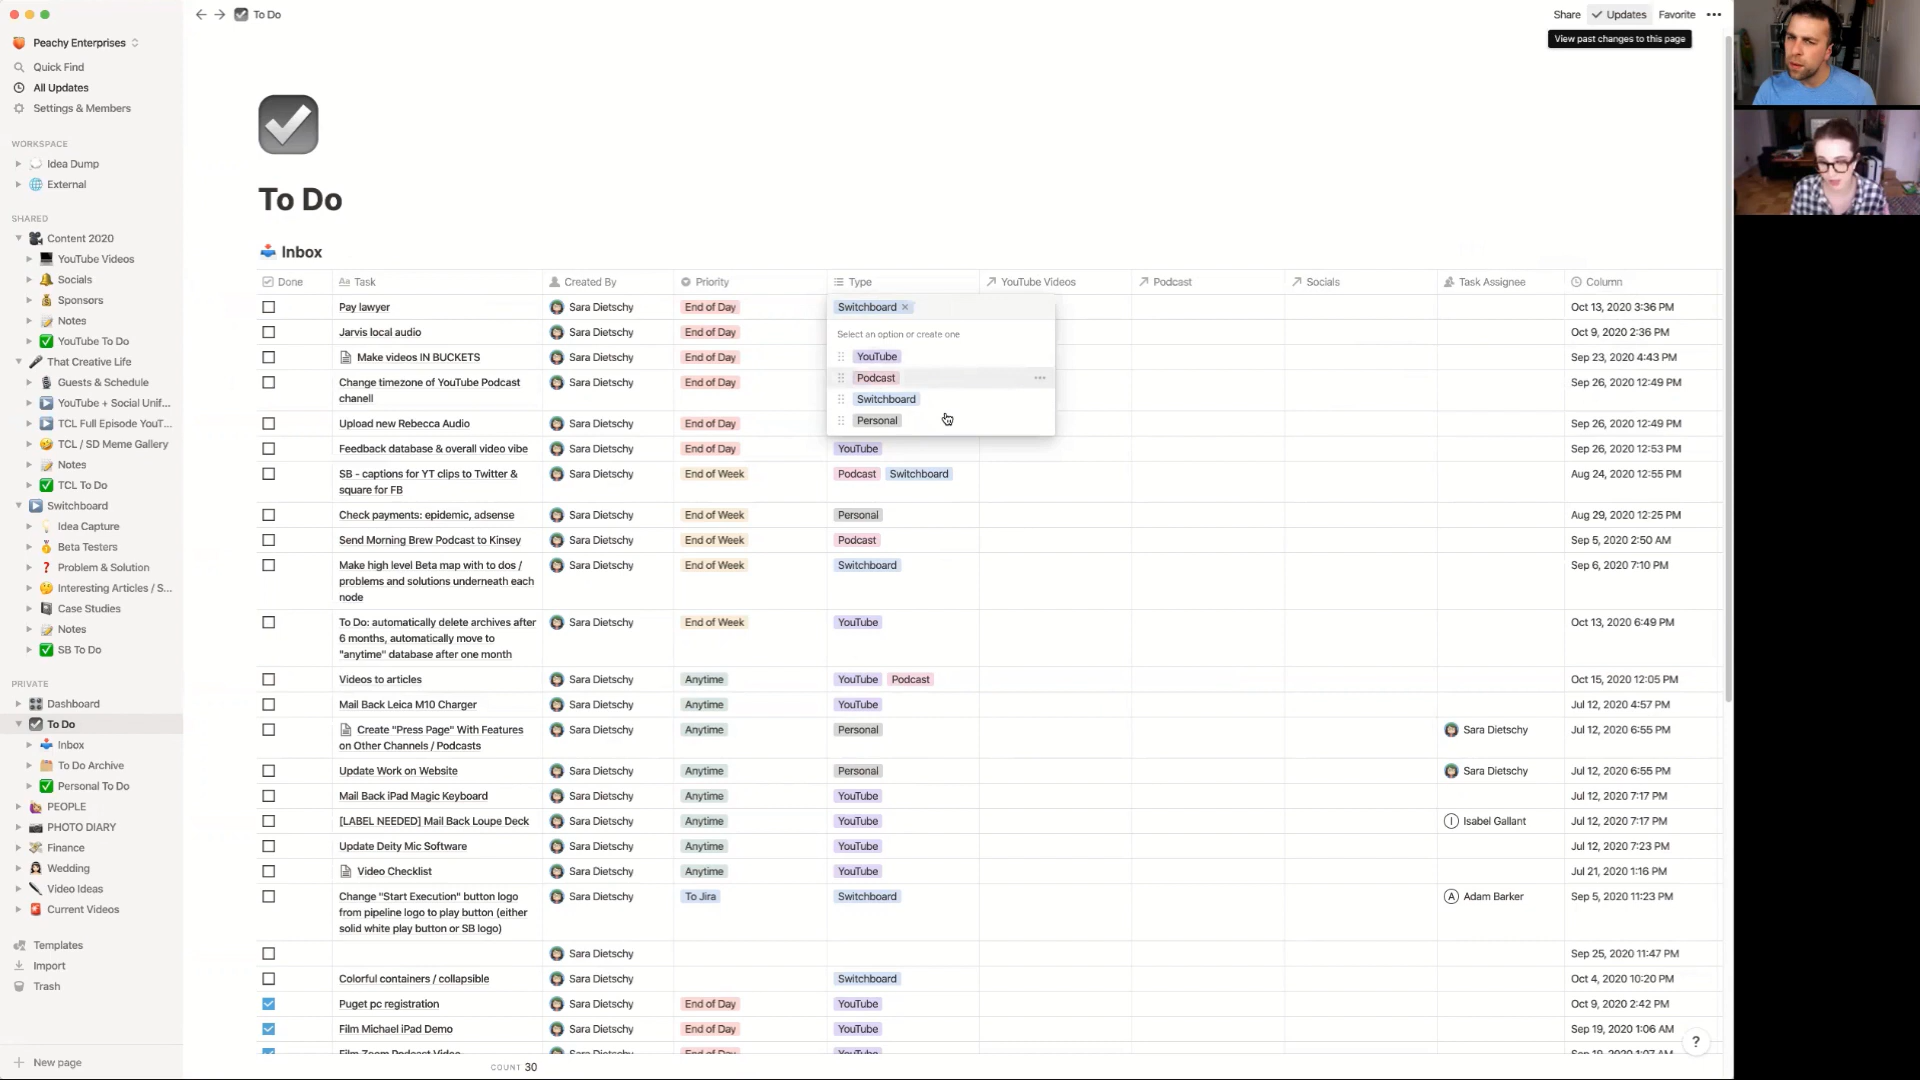 To Do
Share
Updates
Favorite
View past changes to this page
Peachy Enterprises
Quick Find
All Updates
Settings & Members
WORKSPACE
Idea Dump
External
SHARED
Content 2020
YouTube Videos
Socials
Sponsors
Notes
YouTube To Do
That Creative Life
Guests & Schedule
YouTube + Social Unif...
TCL Full Episode YouT...
TCL / SD Meme Gallery
Notes
TCL To Do
Switchboard
Idea Capture
Beta Testers
Problem & Solution
Interesting Articles / S...
Case Studies
Notes
SB To Do
PRIVATE
Dashboard
To Do
Inbox
To Do Archive
Personal To Do
PEOPLE
PHOTO DIARY
Finance
Wedding
Video Ideas
Current Videos
Templates
Import
Trash
New page
To Do
Inbox
Done Aa Task Created By Priority Type YouTube Videos Podcast Socials Task Assignee Column
Pay lawyer Sara Dietschy End of Day Switchboard × Oct 13, 2020 3:36 PM
Select an option or create one
YouTube
Podcast
Switchboard
Personal
Jarvis local audio Sara Dietschy End of Day Oct 9, 2020 2:36 PM
Make videos IN BUCKETS Sara Dietschy End of Day Sep 23, 2020 4:43 PM
Change timezone of YouTube Podcast Sara Dietschy End of Day Sep 26, 2020 12:49 PM
chanell
Upload new Rebecca Audio Sara Dietschy End of Day Sep 26, 2020 12:49 PM
Feedback database & overall video vibe Sara Dietschy End of Day YouTube Sep 26, 2020 12:53 PM
SB - captions for YT clips to Twitter & Sara Dietschy End of Week Podcast Switchboard Aug 24, 2020 12:55 PM
square for FB
Check payments: epidemic, adsense Sara Dietschy End of Week Personal Aug 29, 2020 12:25 PM
Send Morning Brew Podcast to Kinsey Sara Dietschy End of Week Podcast Sep 5, 2020 2:50 AM
Make high level Beta map with to dos / Sara Dietschy End of Week Switchboard Sep 6, 2020 7:10 PM
problems and solutions underneath each
node
To Do: automatically delete archives after Sara Dietschy End of Week YouTube Oct 13, 2020 6:49 PM
6 months, automatically move to
"anytime" database after one month
Videos to articles Sara Dietschy Anytime YouTube Podcast Oct 15, 2020 12:05 PM
Mail Back Leica M10 Charger Sara Dietschy Anytime YouTube Jul 12, 2020 4:57 PM
Create "Press Page" With Features Sara Dietschy Anytime Personal Sara Dietschy Jul 12, 2020 6:55 PM
on Other Channels / Podcasts
Update Work on Website Sara Dietschy Anytime Personal Sara Dietschy Jul 12, 2020 6:55 PM
Mail Back iPad Magic Keyboard Sara Dietschy Anytime YouTube Jul 12, 2020 7:17 PM
[LABEL NEEDED] Mail Back Loupe Deck Sara Dietschy Anytime YouTube I Isabel Gallant Jul 12, 2020 7:17 PM
Update Deity Mic Software Sara Dietschy Anytime YouTube Jul 12, 2020 7:23 PM
Video Checklist Sara Dietschy Anytime YouTube Jul 21, 2020 1:16 PM
Change "Start Execution" button logo Sara Dietschy To Jira Switchboard A Adam Barker Sep 5, 2020 11:23 PM
from pipeline logo to play button (either
solid white play button or SB logo)
Sara Dietschy Sep 25, 2020 11:47 PM
Colorful containers / collapsible Sara Dietschy Switchboard Oct 4, 2020 10:20 PM
Puget pc registration Sara Dietschy End of Day YouTube Oct 9, 2020 2:42 PM
Film Michael iPad Demo Sara Dietschy End of Day YouTube Sep 19, 2020 1:06 AM
Film Zoom Podcast Video Sara Dietschy End of Day YouTube Sep 19, 2020 1:07 AM
COUNT 30
?